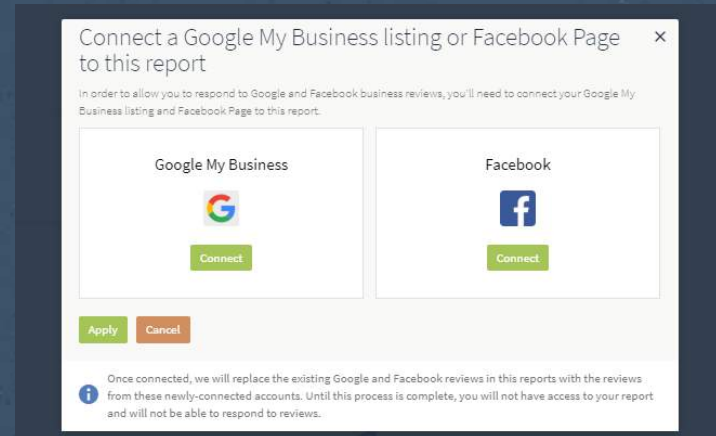 Connect a Google My Business listing or Facebook Page
to this report
×
In order to allow you to respond to Google and Facebook business reviews, you'll need to connect your Google My
Business listing and Facebook Page to this report.
Google My Business
Facebook
Connect
Connect
Apply
Cancel
Once connected, we will replace the existing Google and Facebook reviews in this reports with the reviews
from these newly-connected accounts. Until this process is complete, you will not have access to your report
and will not be able to respond to reviews.